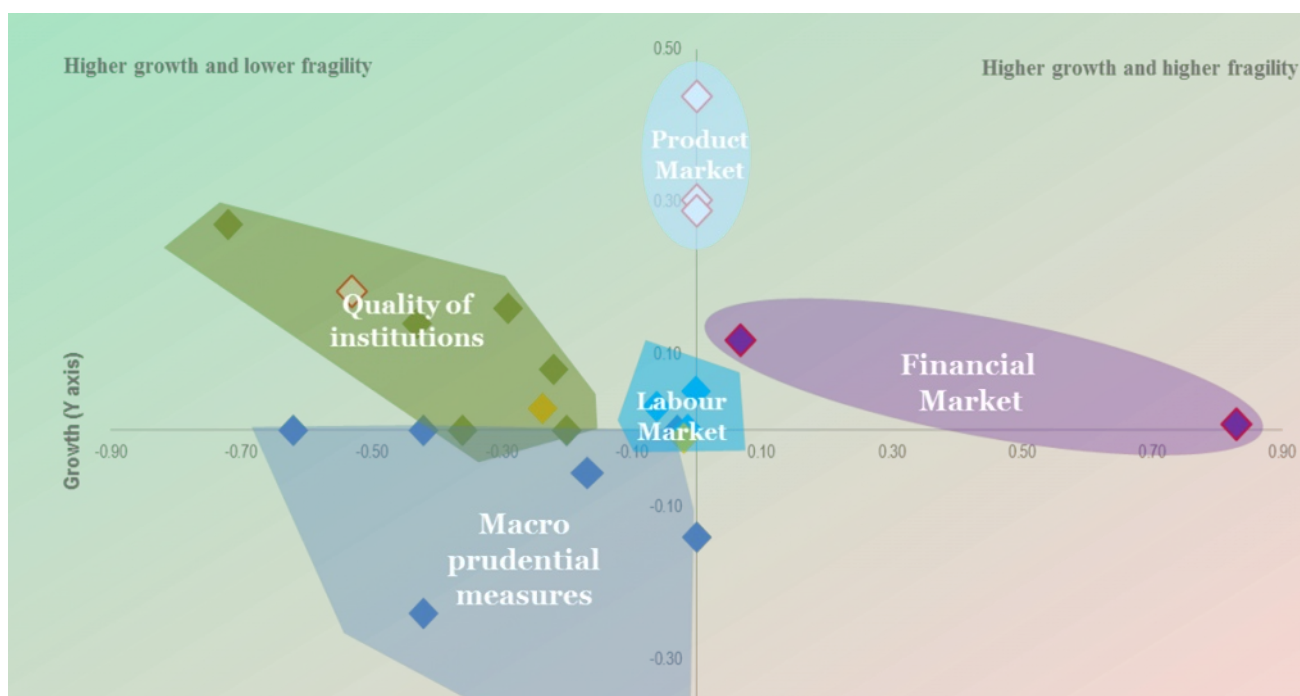 0.50
Higher growth and lower fragility
Higher growth and higher fragility
Product
Market
0.30
Quality of
institutions
0.10
Financial
Market
Labour
Market
Growth (Y axis)
-0.90 -0.70 -0.50 -0.30 -0.10 0.10 0.30 0.50 0.70 0.90
-0.10
Macro
prudential
measures
-0.30